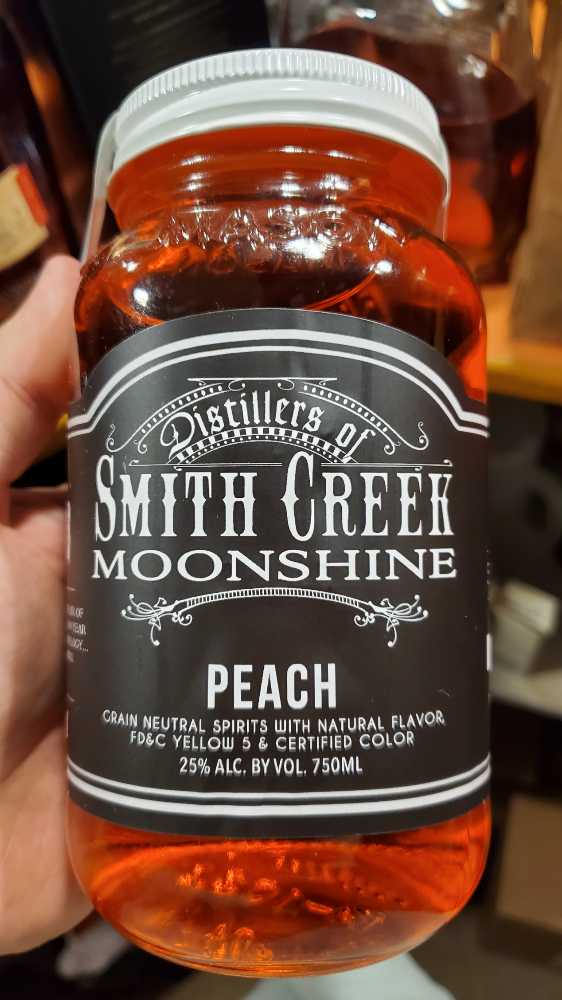 Distillers of
SMITH CREEK
MOONSHINE
PEACH
GRAIN NEUTRAL SPIRITS WITH NATURAL FLAVOR,
FD&C YELLOW 5 & CERTIFIED COLOR
25% ALC. BY VOL. 750ML